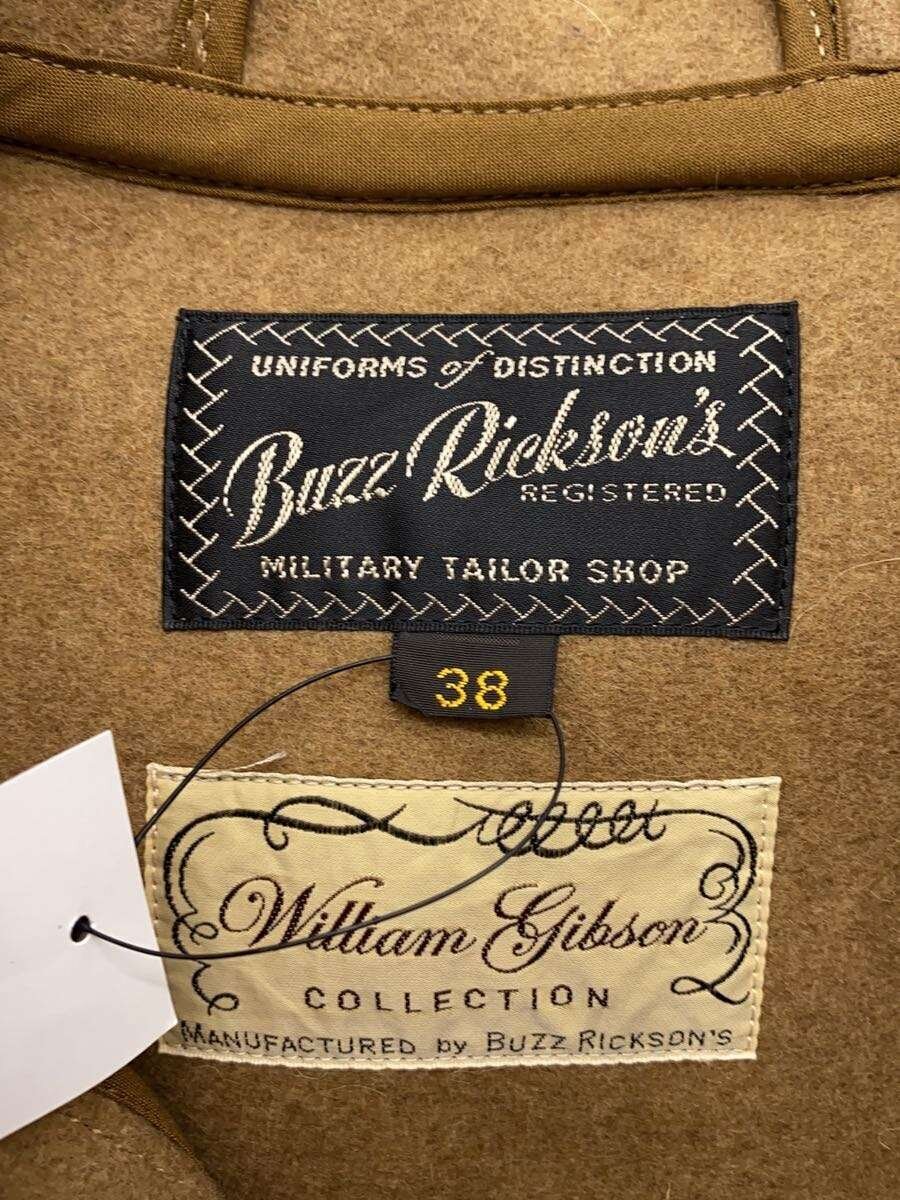 UNIFORMS of DISTINCTION
Buzz Rickson's
REGISTERED
MILITARY TAILOR SHOP
38
William Gibson
COLLECTION
MANUFACTURED by BUZZ RICKSON'S